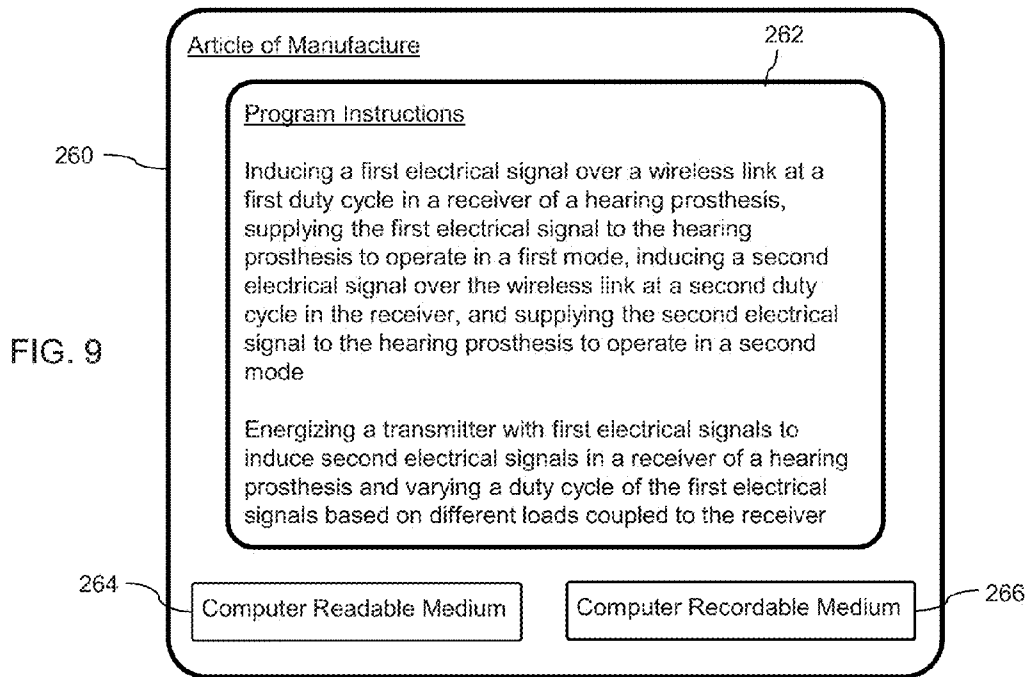 Article of Manufacture
262
Program Instructions
260
Inducing a first electrical signal over a wireless link at a
first duty cycle in a receiver of a hearing prosthesis,
supplying the first electrical signal to the hearing
prosthesis to operate in a first mode, inducing a second
electrical signal over the wireless link at a second duty
cycle in the receiver, and supplying the second electrical
signal to the hearing prosthesis to operate in a second
mode
FIG. 9
Energizing a transmitter with first electrical signals to
induce second electrical signals in a receiver of a hearing
prosthesis and varying a duty cycle of the first electrical
signals based on different loads coupled to the receiver
264
Computer Readable Medium
Computer Recordable Medium
266